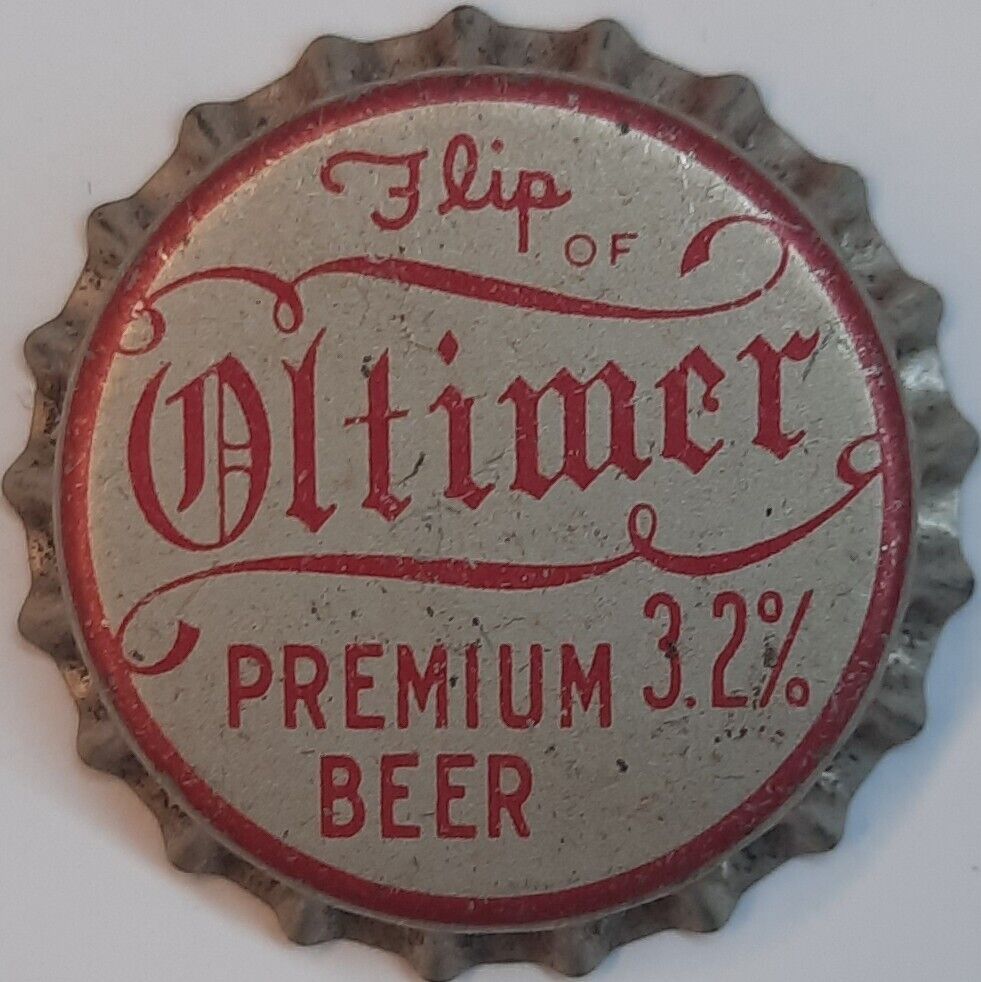 Flip
OF
Oltimer
PREMIUM 3.2%
BEER